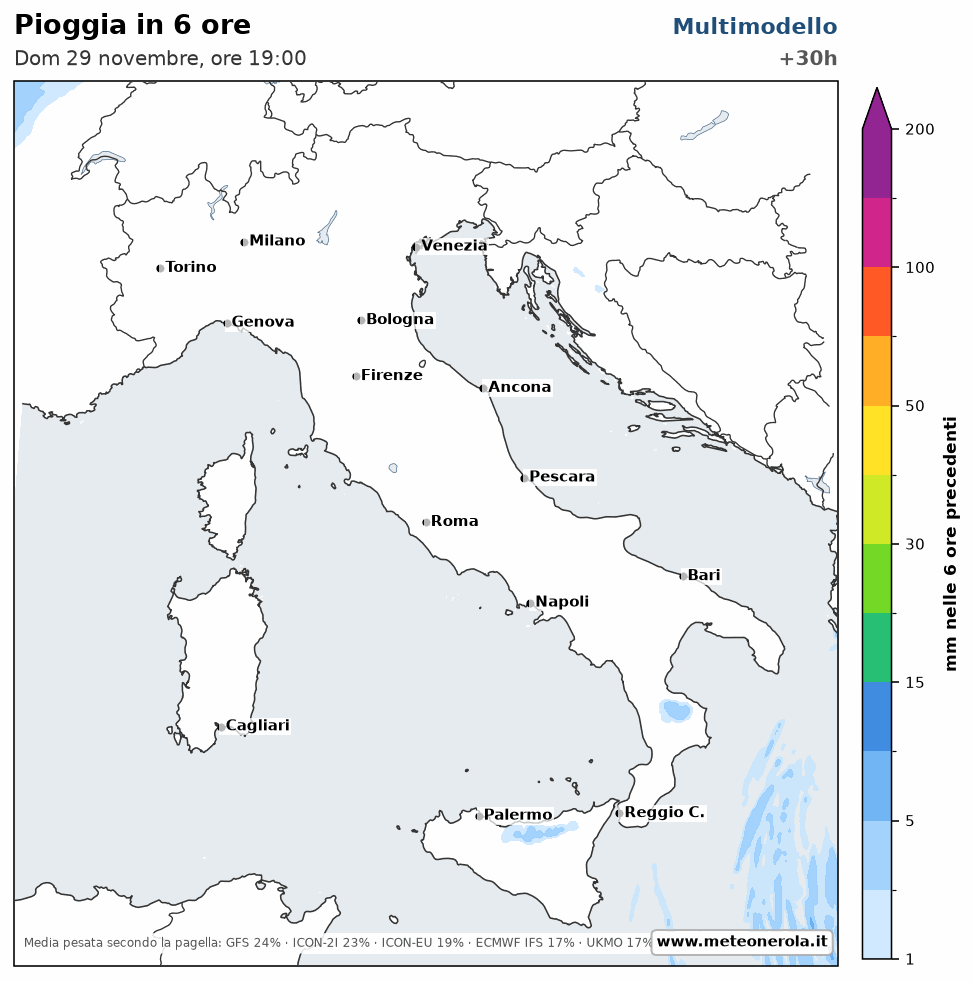 Pioggia in 6 ore
Multimodello
Dom 29 novembre, ore 19:00
+30h
Milano
Venezia
Torino
Genova
Bologna
Firenze
Ancona
Pescara
Roma
Bari
Napoli
Cagliari
Palermo
Reggio C.
Media pesata secondo la pagella: GFS 24% · ICON-2I 23% · ICON-EU 19% · ECMWF IFS 17% · UKMO 17%
www.meteonerola.it
200
100
50
30
15
5
1
mm nelle 6 ore precedenti